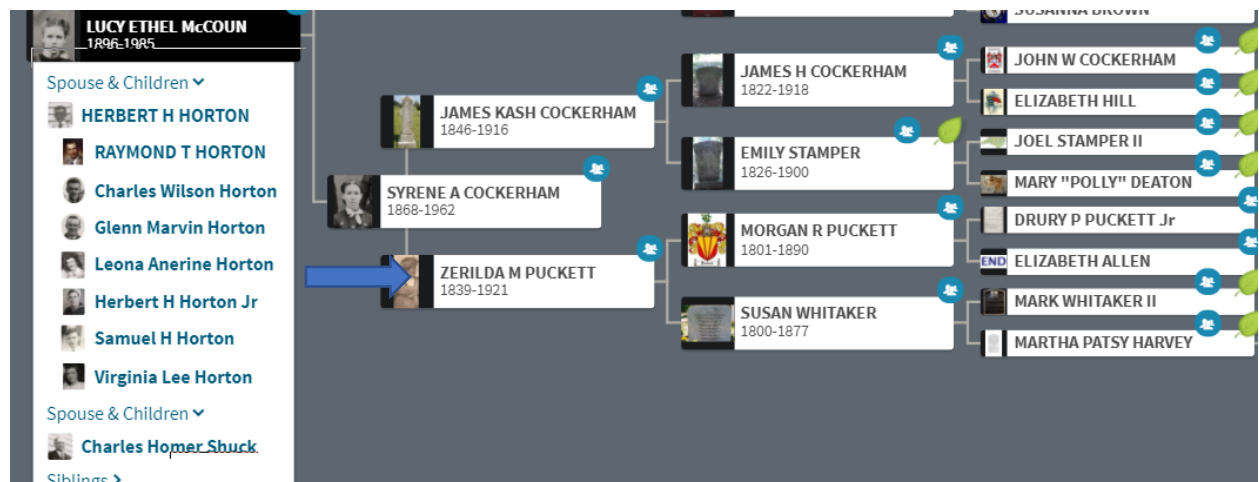 LUCY ETHEL McCOUN
1896-1985
Spouse & Children
HERBERT H HORTON
RAYMOND T HORTON
Charles Wilson Horton
Glenn Marvin Horton
Leona Anerine Horton
Herbert H Horton Jr
Samuel H Horton
Virginia Lee Horton
Spouse & Children
Charles Homer Shuck
Siblings
SYRENE A COCKERHAM
1868-1962
JAMES KASH COCKERHAM
1846-1916
ZERILDA M PUCKETT
1839-1921
JAMES H COCKERHAM
1822-1918
EMILY STAMPER
1826-1900
MORGAN R PUCKETT
1801-1890
SUSAN WHITAKER
1800-1877
SUSANNA BROWN
JOHN W COCKERHAM
ELIZABETH HILL
JOEL STAMPER II
MARY "POLLY" DEATON
DRURY P PUCKETT Jr
END
ELIZABETH ALLEN
MARK WHITAKER II
MARTHA PATSY HARVEY